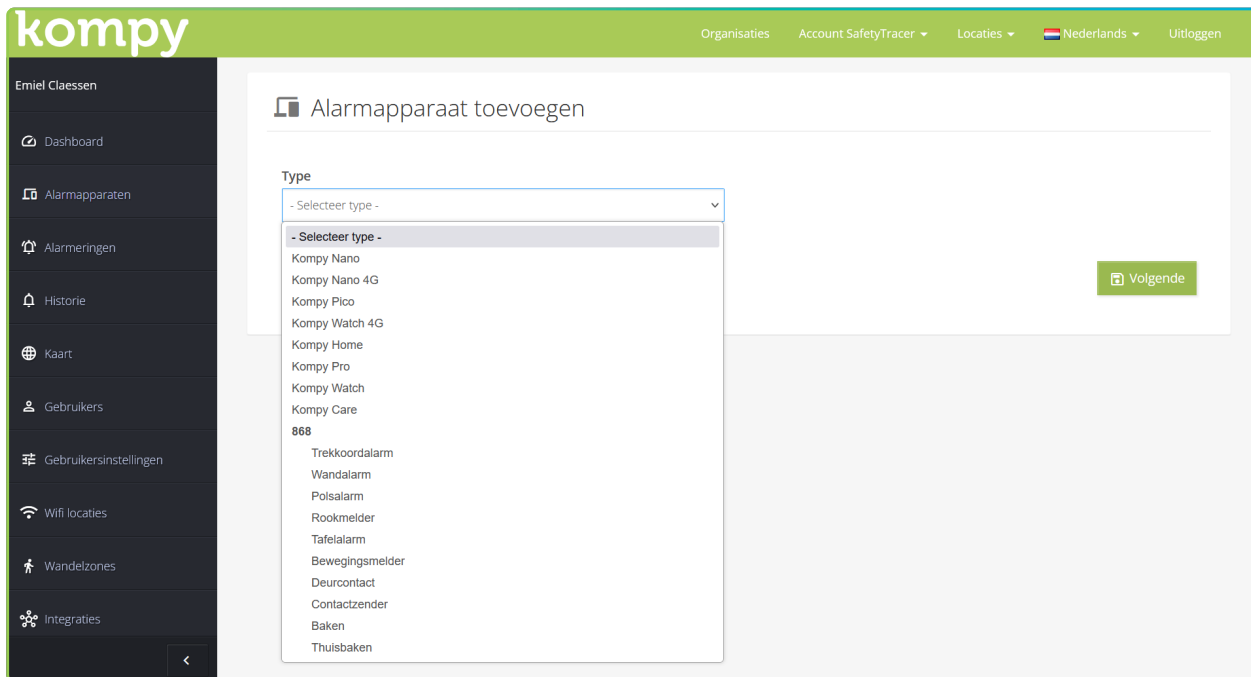 kompy
Organisaties
Account SafetyTracer
Locaties
Nederlands
Uitloggen
Emiel Claessen
Dashboard
Alarmapparaten
Alarmeringen
Historie
Kaart
Gebruikers
Gebruikersinstellingen
Wifi locaties
Wandelzones
Integraties
Alarmapparaat toevoegen
Type
- Selecteer type -
- Selecteer type -
Kompy Nano
Kompy Nano 4G
Kompy Pico
Kompy Watch 4G
Kompy Home
Kompy Pro
Kompy Watch
Kompy Care
868
Trekkoordalarm
Wandalarm
Polsalarm
Rookmelder
Tafelalarm
Bewegingsmelder
Deurcontact
Contactzender
Baken
Thuisbaken
Volgende